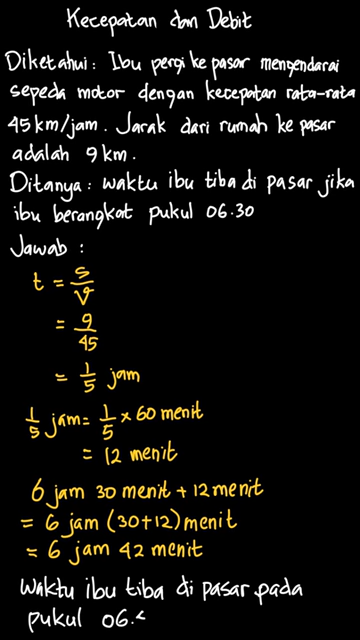 Kecepatan dan Debit
Diketahui : Ibu pergi ke pasar mengendarai
sepeda motor dengan kecepatan rata-rata
45 km/jam. Jarak dari rumah ke pasar
adalah 9 km.
Ditanya : waktu ibu tiba di pasar jika
ibu berangkat pukul 06.30
Jawab :
t = s/v
= 9/45
= 1/5 jam
1/5 jam = 1/5 × 60 menit
= 12 menit
6 jam 30 menit + 12 menit
= 6 jam (30+12) menit
= 6 jam 42 menit
Waktu ibu tiba di pasar pada
pukul 06.